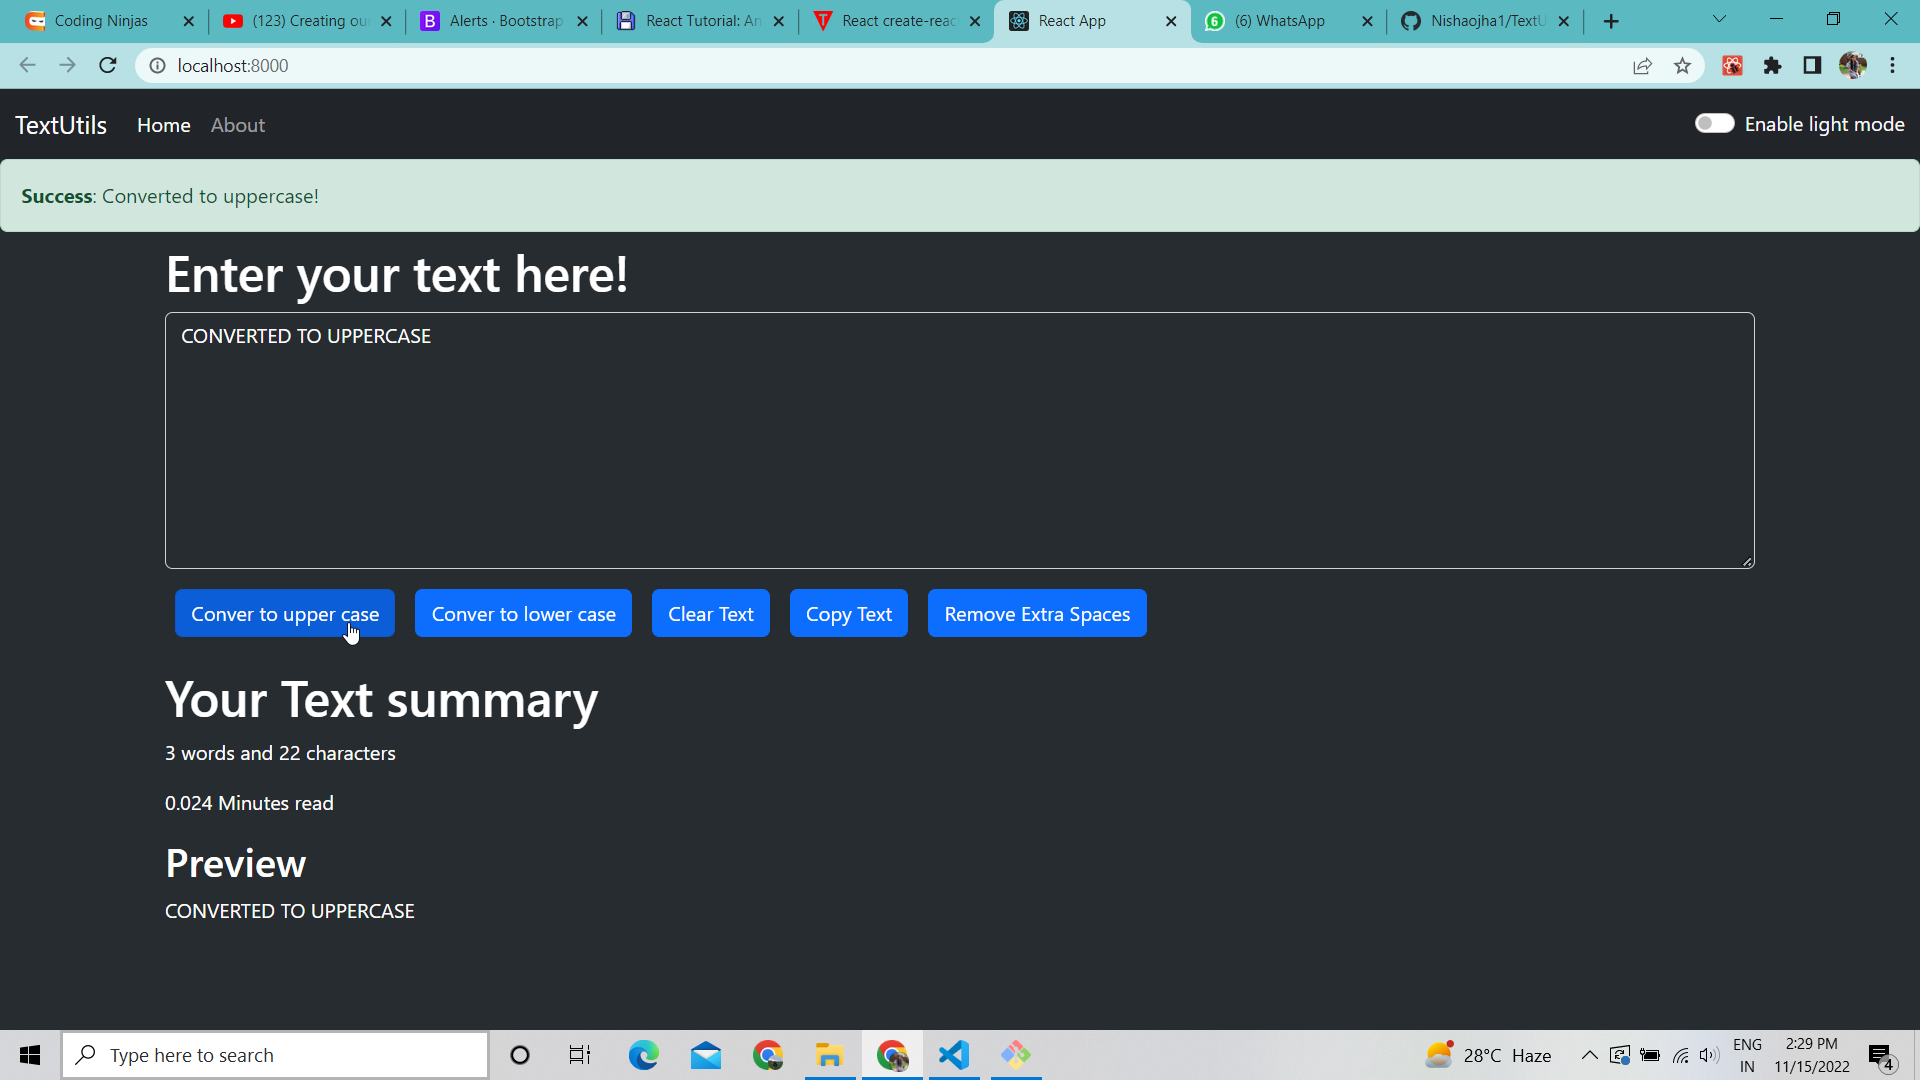 Coding Ninjas
(123) Creating ou
Alerts · Bootstrap
React Tutorial: An
React create-reac
React App
(6) WhatsApp
Nishaojha1/TextU
localhost:8000
TextUtils Home About Enable light mode
Success: Converted to uppercase!
Enter your text here!
CONVERTED TO UPPERCASE
Conver to upper case Conver to lower case Clear Text Copy Text Remove Extra Spaces
Your Text summary
3 words and 22 characters
0.024 Minutes read
Preview
CONVERTED TO UPPERCASE
Type here to search
28°C Haze
ENG
IN
2:29 PM
11/15/2022
4